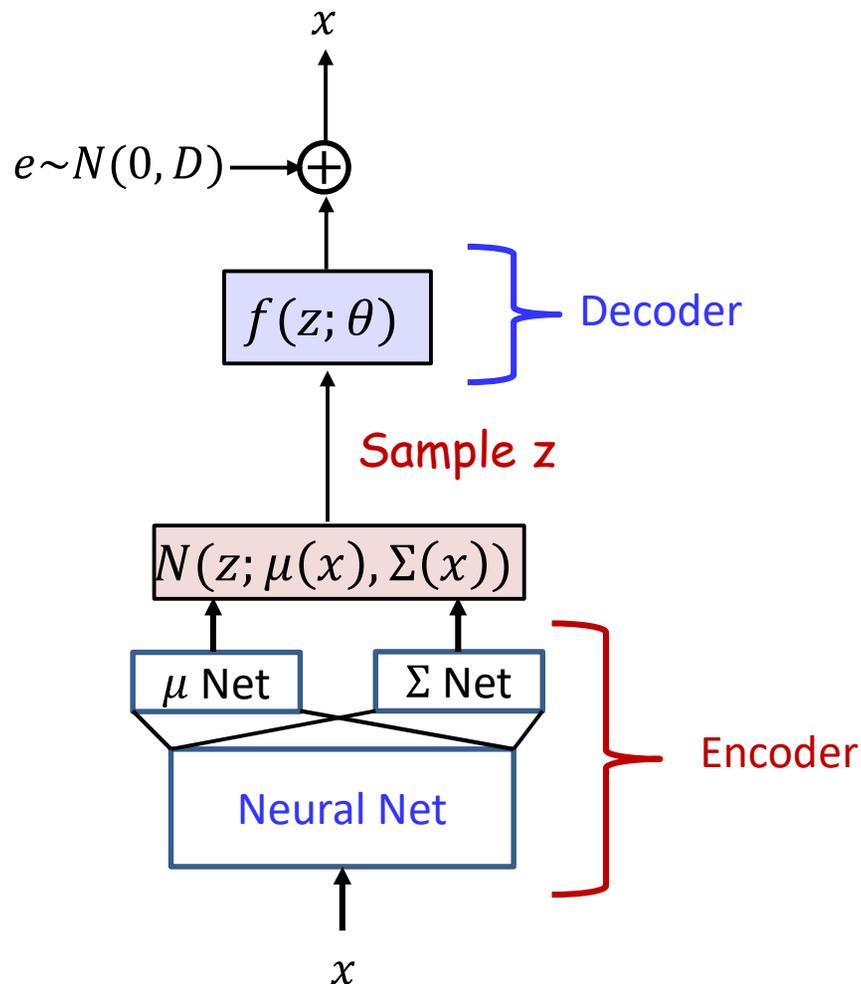 x
e~N(0, D)
+
f(z; θ)
Decoder
Sample z
N(z; μ(x), Σ(x))
μ Net
Σ Net
Encoder
Neural Net
x